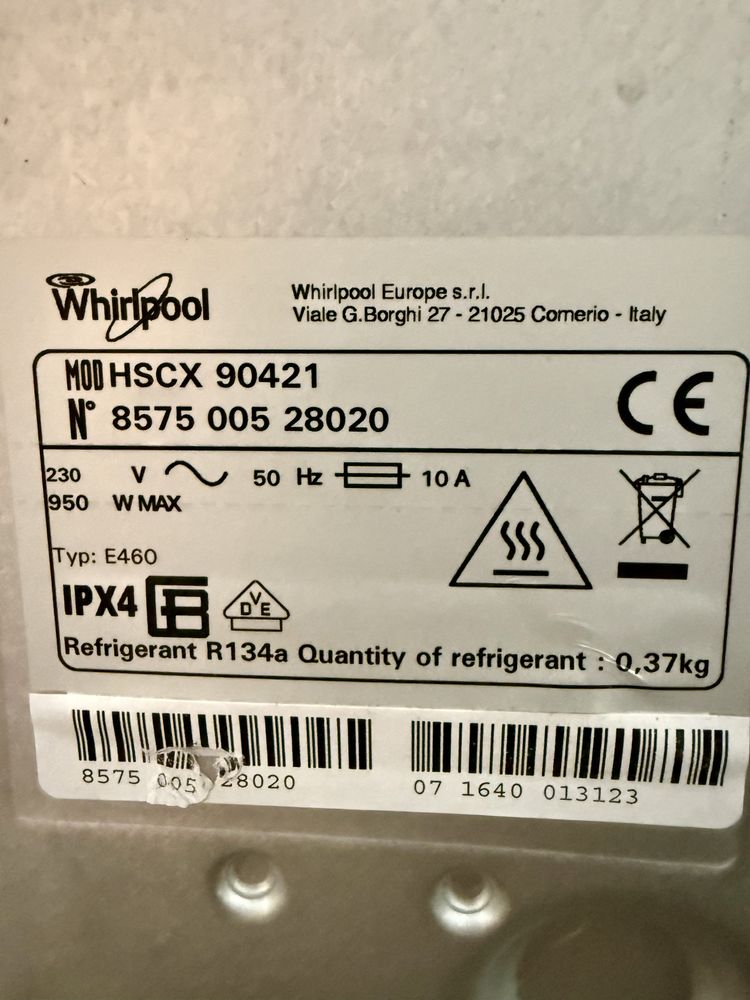 Whirlpool
Whirlpool Europe s.r.l.
Viale G.Borghi 27 - 21025 Comerio - Italy
MOD HSCX 90421
N° 8575 005 28020
CE
230 V 50 Hz 10 A
950 W MAX
Typ: E460
IPX4
DVE
Refrigerant R134a Quantity of refrigerant : 0,37kg
8575 005 28020
07 1640 013123